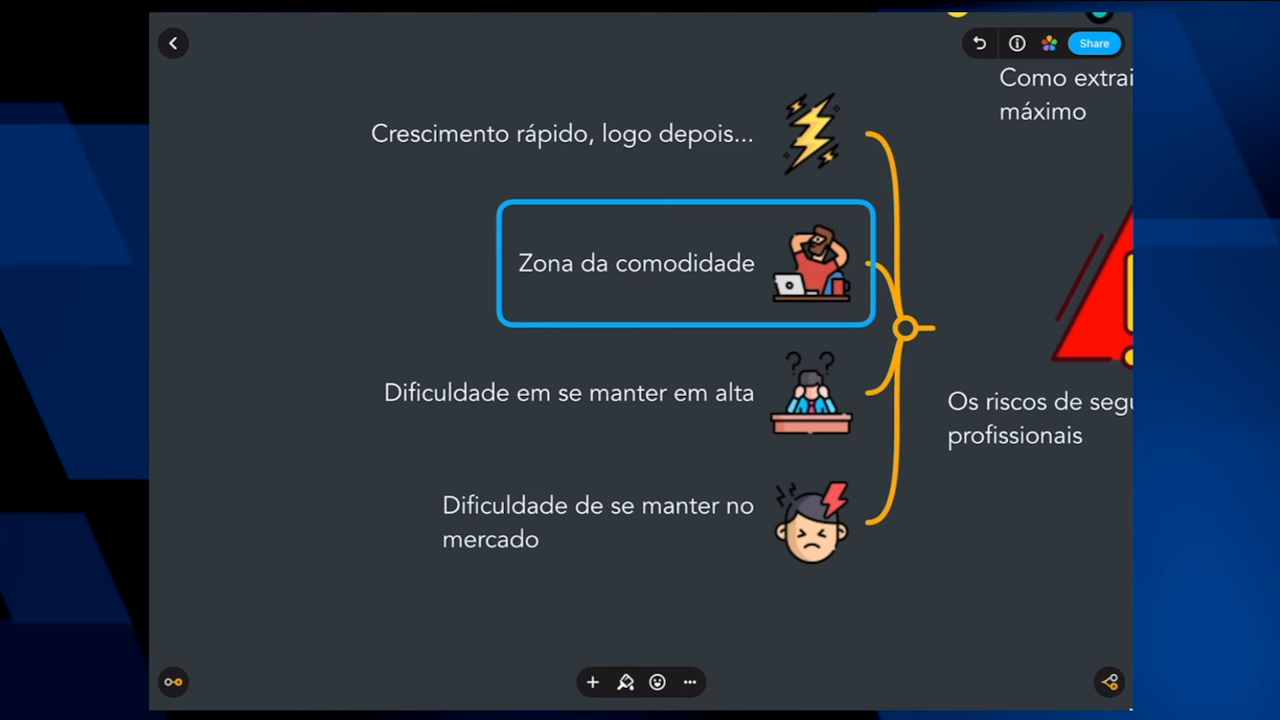 Share
Como extrai
máximo
Crescimento rápido, logo depois...
Zona da comodidade
Dificuldade em se manter em alta
Os riscos de segu
profissionais
Dificuldade de se manter no
mercado